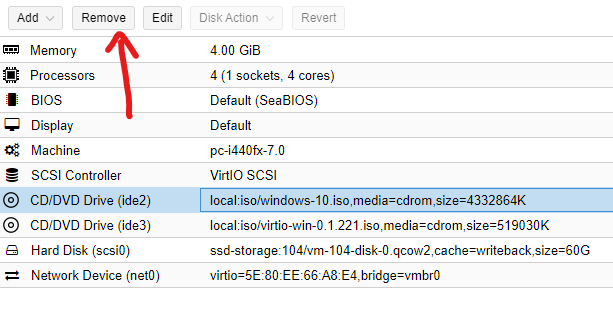 Add Remove Edit Disk Action Revert
Memory 4.00 GiB
Processors 4 (1 sockets, 4 cores)
BIOS Default (SeaBIOS)
Display Default
Machine pc-i440fx-7.0
SCSI Controller VirtIO SCSI
CD/DVD Drive (ide2) local:iso/windows-10.iso,media=cdrom,size=4332864K
CD/DVD Drive (ide3) local:iso/virtio-win-0.1.221.iso,media=cdrom,size=519030K
Hard Disk (scsi0) ssd-storage:104/vm-104-disk-0.qcow2,cache=writeback,size=60G
Network Device (net0) virtio=5E:80:EE:66:A8:E4,bridge=vmbr0